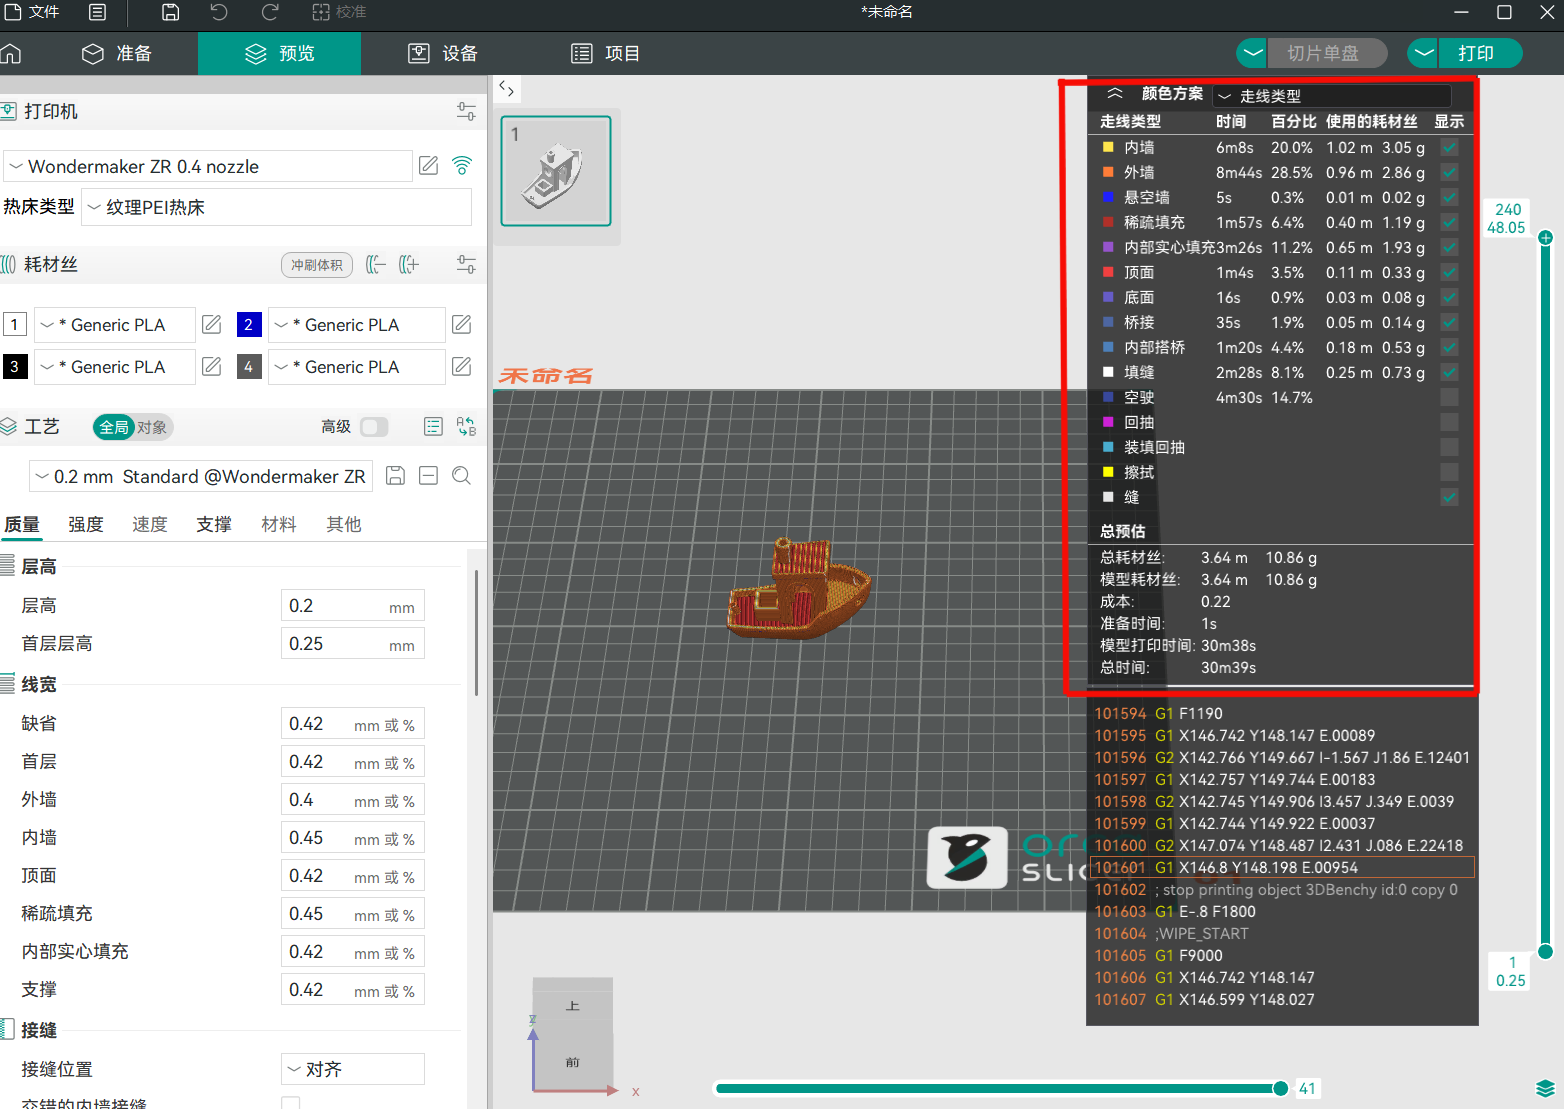 文件
校准
*未命名
准备
预览
设备
项目
切片单盘
打印
打印机
Wondermaker ZR 0.4 nozzle
热床类型
纹理PEI热床
耗材丝
冲刷体积
1 * Generic PLA
2 * Generic PLA
3 * Generic PLA
4 * Generic PLA
工艺
全局
对象
高级
A B
0.2 mm Standard @Wondermaker ZR
质量 强度 速度 支撑 材料 其他
层高
层高 0.2 mm
首层层高 0.25 mm
线宽
缺省 0.42 mm 或 %
首层 0.42 mm 或 %
外墙 0.4 mm 或 %
内墙 0.45 mm 或 %
顶面 0.42 mm 或 %
稀疏填充 0.45 mm 或 %
内部实心填充 0.42 mm 或 %
支撑 0.42 mm 或 %
接缝
接缝位置 对齐
交错的内墙接缝
1
未命名
SLIC
上
前
z
x
颜色方案 走线类型
走线类型 时间 百分比 使用的耗材丝 显示
内墙 6m8s 20.0% 1.02 m 3.05 g
外墙 8m44s 28.5% 0.96 m 2.86 g
悬空墙 5s 0.3% 0.01 m 0.02 g
稀疏填充 1m57s 6.4% 0.40 m 1.19 g
内部实心填充 3m26s 11.2% 0.65 m 1.93 g
顶面 1m4s 3.5% 0.11 m 0.33 g
底面 16s 0.9% 0.03 m 0.08 g
桥接 35s 1.9% 0.05 m 0.14 g
内部搭桥 1m20s 4.4% 0.18 m 0.53 g
填缝 2m28s 8.1% 0.25 m 0.73 g
空驶 4m30s 14.7%
回抽
装填回抽
擦拭
缝
总预估
总耗材丝: 3.64 m 10.86 g
模型耗材丝: 3.64 m 10.86 g
成本: 0.22
准备时间: 1s
模型打印时间: 30m38s
总时间: 30m39s
101594 G1 F1190
101595 G1 X146.742 Y148.147 E.00089
101596 G2 X142.766 Y149.667 I-1.567 J1.86 E.12401
101597 G1 X142.757 Y149.744 E.00183
101598 G2 X142.745 Y149.906 I3.457 J.349 E.0039
101599 G1 X142.744 Y149.922 E.00037
101600 G2 X147.074 Y148.487 I2.431 J.086 E.22418
101601 G1 X146.8 Y148.198 E.00954
101602 ; stop printing object 3DBenchy id:0 copy 0
101603 G1 E-.8 F1800
101604 ;WIPE_START
101605 G1 F9000
101606 G1 X146.742 Y148.147
101607 G1 X146.599 Y148.027
240
48.05
1
0.25
41